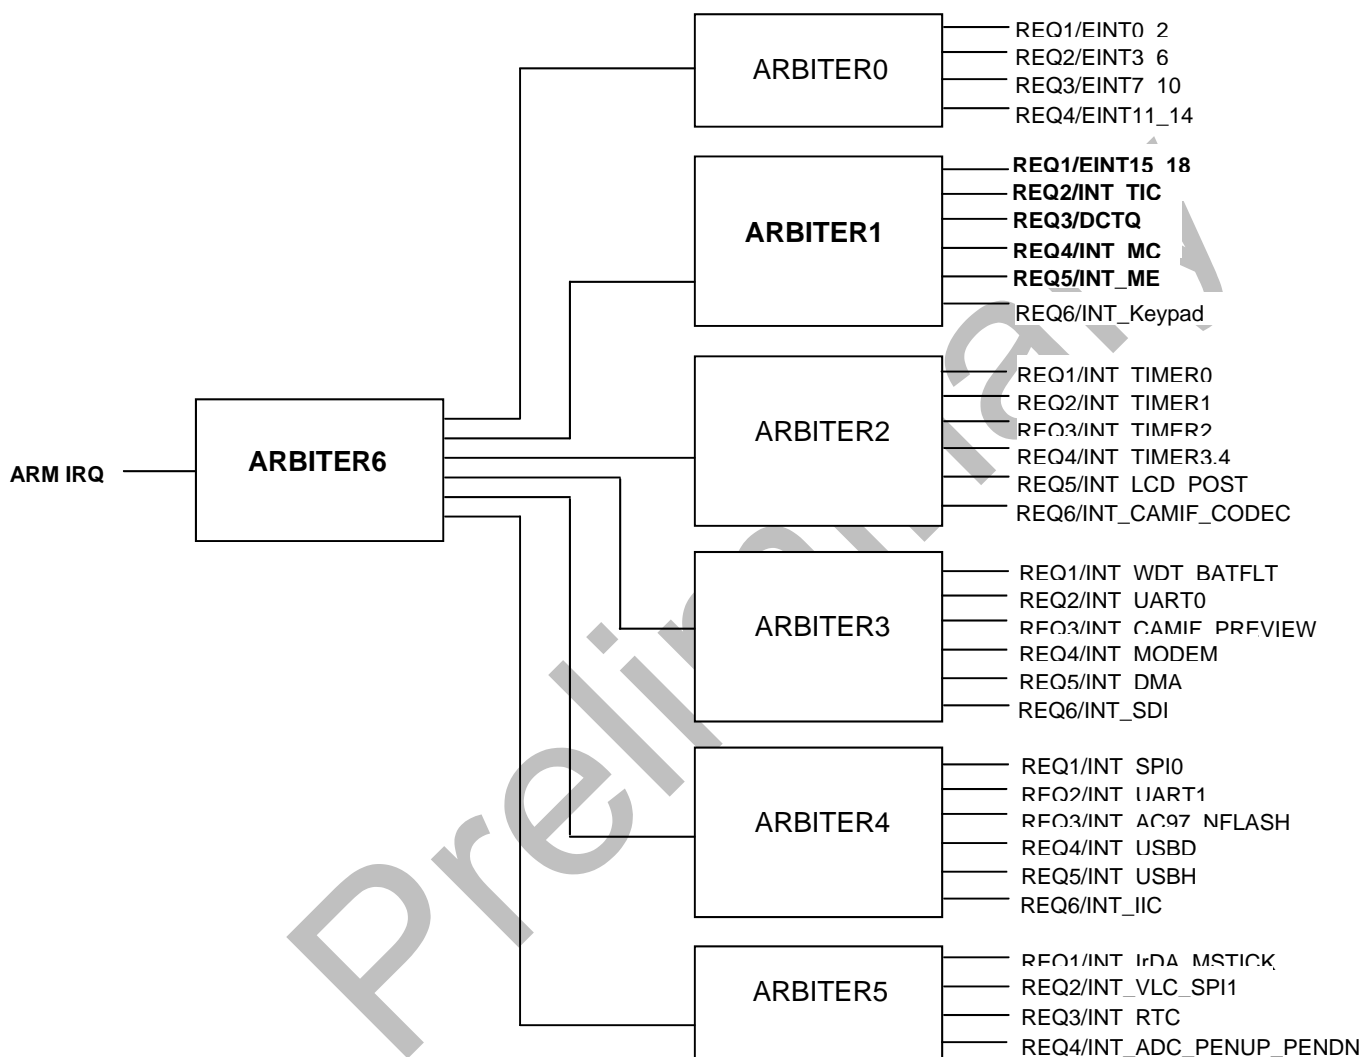 ARBITER0
REQ1/EINT0_2
REQ2/EINT3_6
REQ3/EINT7_10
REQ4/EINT11_14
ARBITER1
REQ1/EINT15_18
REQ2/INT_TIC
REQ3/DCTQ
REQ4/INT_MC
REQ5/INT_ME
REQ6/INT_Keypad
ARM IRQ
ARBITER6
ARBITER2
REQ1/INT_TIMER0
REQ2/INT_TIMER1
REQ3/INT_TIMER2
REQ4/INT_TIMER3.4
REQ5/INT_LCD_POST
REQ6/INT_CAMIF_CODEC
ARBITER3
REQ1/INT_WDT_BATFLT
REQ2/INT_UART0
REQ3/INT_CAMIF_PREVIEW
REQ4/INT_MODEM
REQ5/INT_DMA
REQ6/INT_SDI
ARBITER4
REQ1/INT_SPI0
REQ2/INT_UART1
REQ3/INT_AC97_NFLASH
REQ4/INT_USBD
REQ5/INT_USBH
REQ6/INT_IIC
ARBITER5
REQ1/INT_IrDA_MSTICK
REQ2/INT_VLC_SPI1
REQ3/INT_RTC
REQ4/INT_ADC_PENUP_PENDN
Preliminary